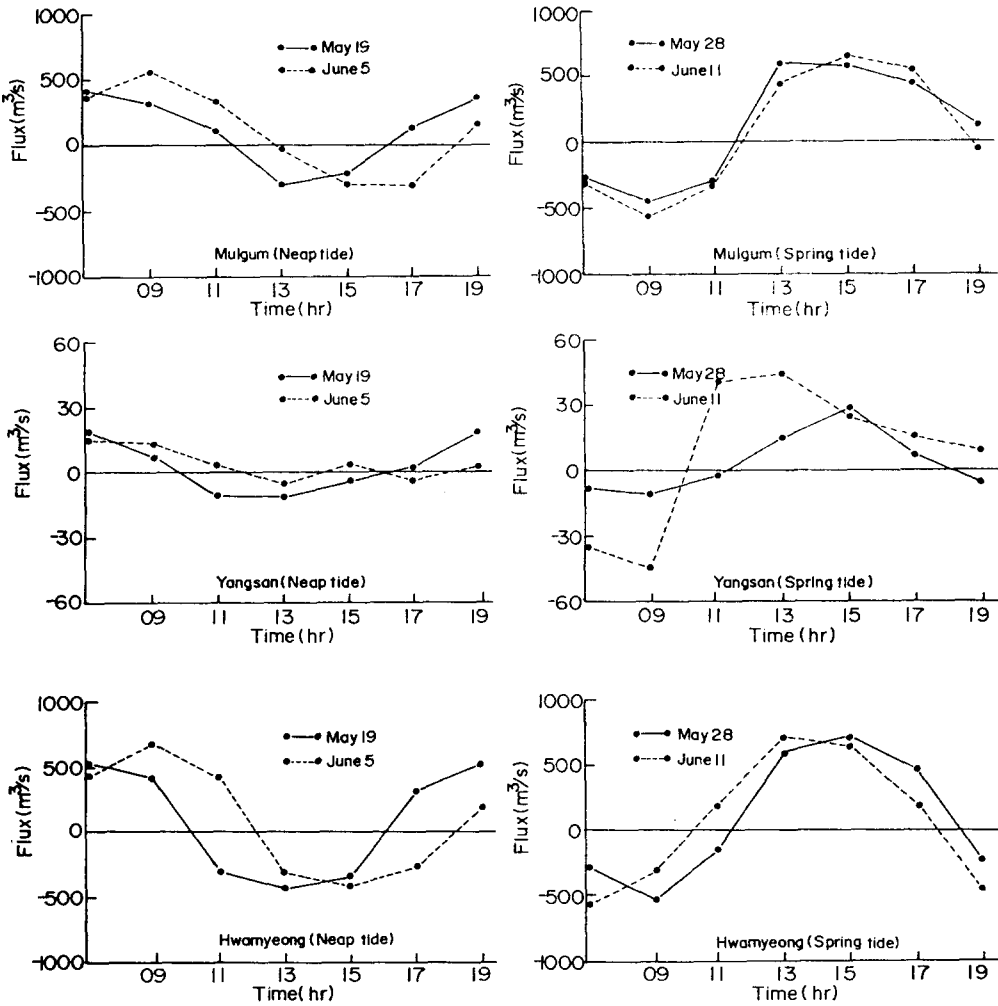 1000
500
0
-500
-1000
Flux(m³/s)
May 19
June 5
Mulgum (Neap tide)
09 11 13 15 17 19
Time(hr)
1000
500
0
-500
-1000
Flux(m³/s)
May 28
June 11
Mulgum (Spring tide)
09 11 13 15 17 19
Time(hr)
60
30
0
-30
-60
Flux(m³/s)
May 19
June 5
Yangsan (Neap tide)
09 11 13 15 17 19
Time(hr)
60
30
0
-30
-60
Flux(m³/s)
May 28
June 11
Yangsan (Spring tide)
09 11 13 15 17 19
Time (hr)
1000
500
0
-500
-1000
Flux(m³/s)
May 19
June 5
Hwamyeong (Neap tide)
09 11 13 15 17 19
Time(hr)
1000
500
0
-500
-1000
Flux(m³/s)
May 28
June 11
Hwamyeong (Spring tide)
09 11 13 15 17 19
Time (hr)